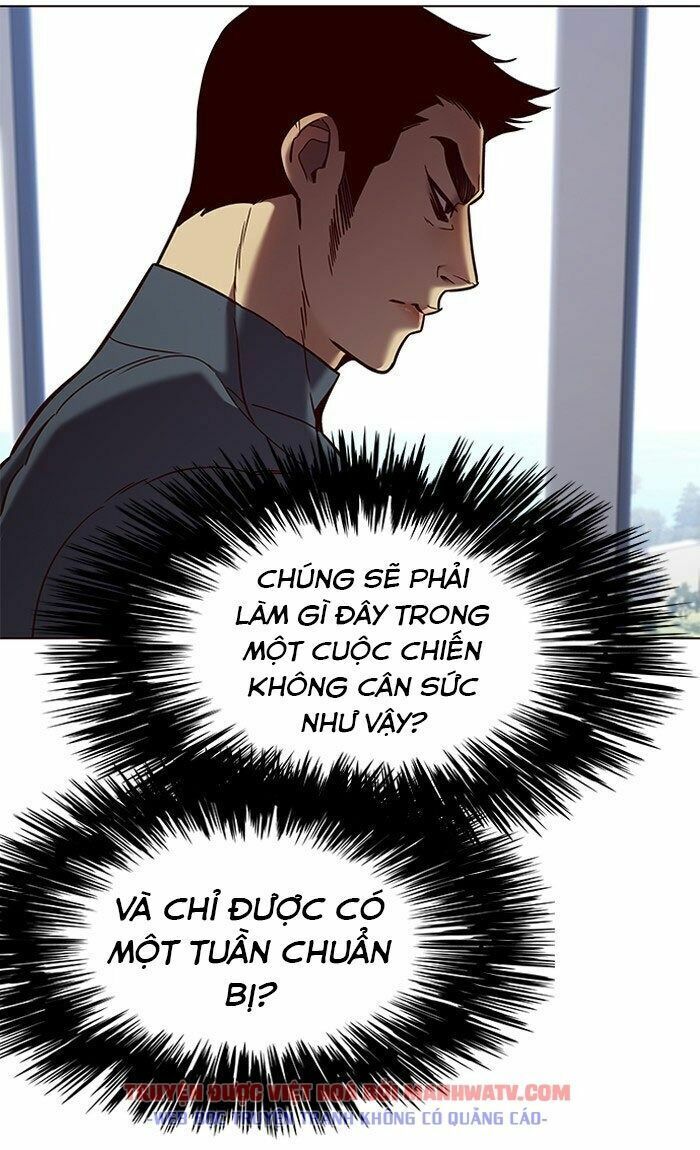 CHÚNG SẼ PHẢI
LÀM GÌ ĐÂY TRONG
MỘT CUỘC CHIẾN
KHÔNG CÂN SỨC
NHƯ VẬY?
VÀ CHỈ ĐƯỢC CÓ
MỘT TUẦN CHUẨN
BỊ?
TRUYỆN ĐƯỢC VIỆT HOÁ BỞI MANHWATV.COM
-WEB ĐỌC TRUYỆN TRANH KHÔNG CÓ QUẢNG CÁO-